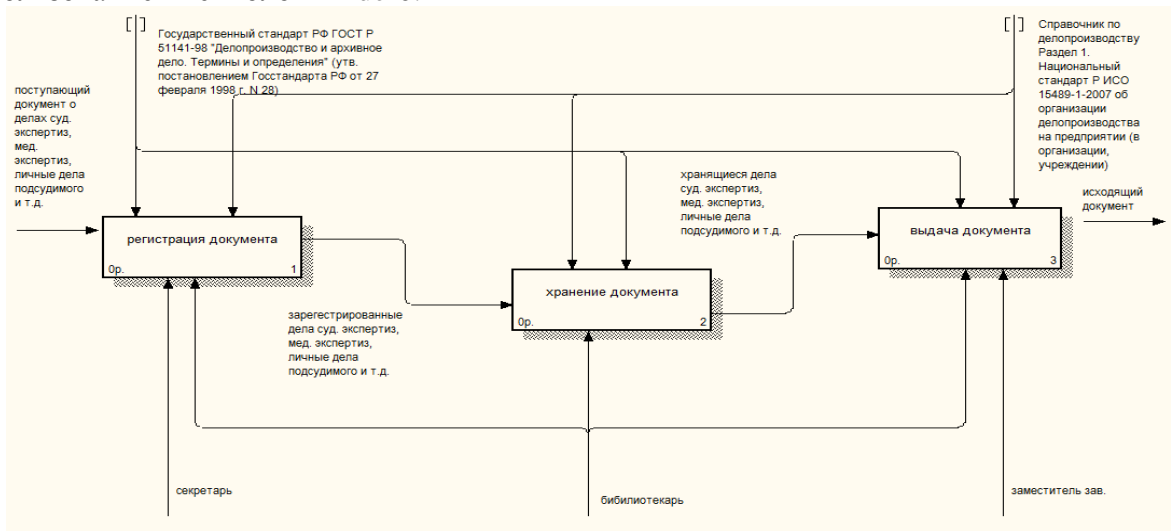 Государственный стандарт РФ ГОСТ Р
51141-98 "Делопроизводство и архивное
дело. Термины и определения" (утв.
постановлением Госстандарта РФ от 27
февраля 1998 г. N 28)
Справочник по
делопроизводству
Раздел 1.
Национальный
стандарт Р ИСО
15489-1-2007 об
организации
делопроизводства
на предприятии (в
организации,
учреждении)
поступающий
документ о
делах суд.
экспертиз,
мед.
экспертиз,
личные дела
подсудимого
и т.д.
хранящиеся дела
суд. экспертиз,
мед. экспертиз,
личные дела
подсудимого и т.д.
исходящий
документ
регистрация документа
0р.
1
выдача документа
0р.
3
хранение документа
0р.
2
зарегестрированные
дела суд. экспертиз,
мед. экспертиз,
личные дела
подсудимого и т.д.
секретарь
бибилиотекарь
заместитель зав.